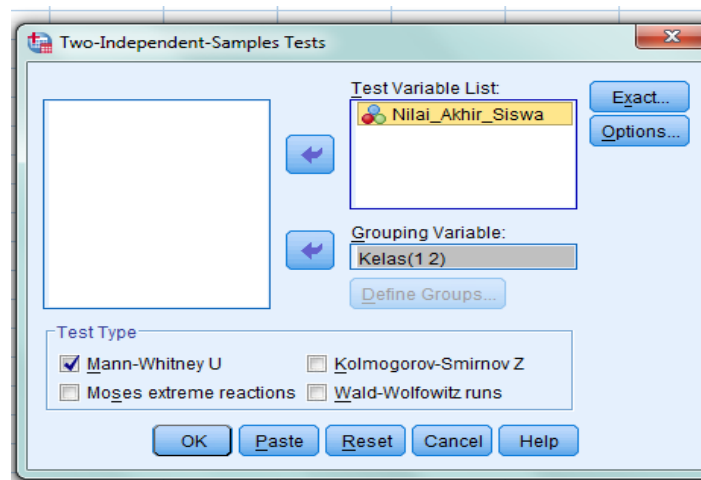 Two-Independent-Samples Tests
Test Variable List:
Nilai_Akhir_Siswa
Exact...
Options...
Grouping Variable:
Kelas(1 2)
Define Groups...
Test Type
Mann-Whitney U
Kolmogorov-Smirnov Z
Moses extreme reactions
Wald-Wolfowitz runs
OK
Paste
Reset
Cancel
Help